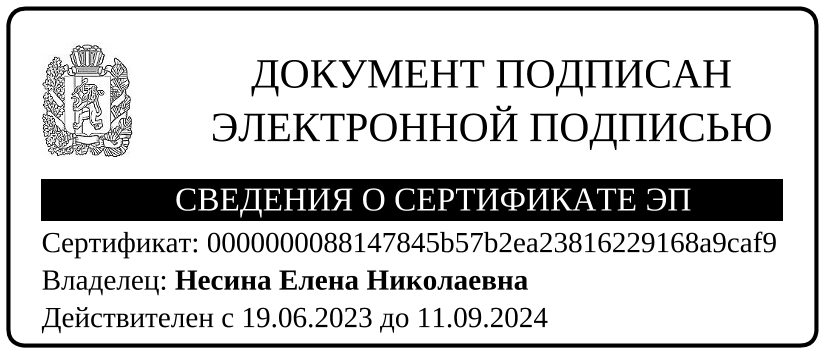 ДОКУМЕНТ ПОДПИСАН
ЭЛЕКТРОННОЙ ПОДПИСЬЮ
СВЕДЕНИЯ О СЕРТИФИКАТЕ ЭП
Сертификат: 0000000088147845b57b2ea23816229168a9caf9
Владелец: Несина Елена Николаевна
Действителен с 19.06.2023 до 11.09.2024